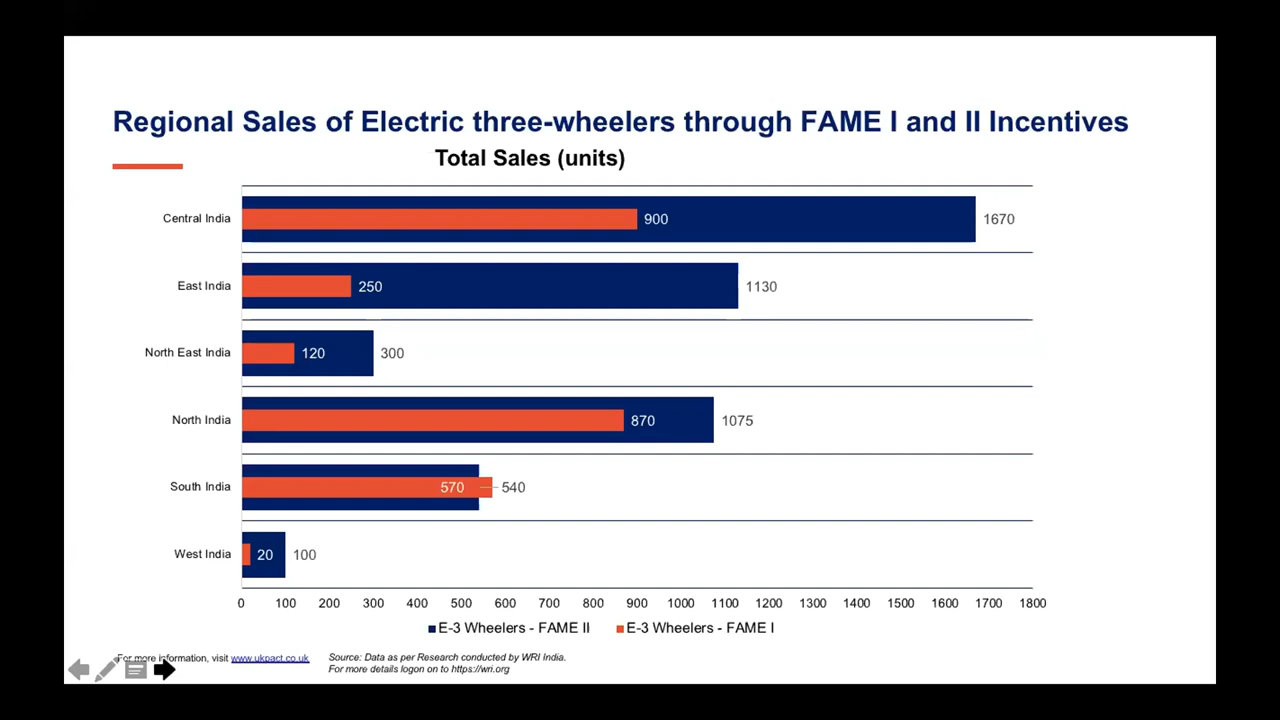 Regional Sales of Electric three-wheelers through FAME I and II Incentives
Total Sales (units)
Central India 900 1670
East India 250 1130
North East India 120 300
North India 870 1075
South India 570 540
West India 20 100
0 100 200 300 400 500 600 700 800 900 1000 1100 1200 1300 1400 1500 1600 1700 1800
E-3 Wheelers - FAME II E-3 Wheelers - FAME I
For more information, visit www.ukpact.co.uk
Source: Data as per Research conducted by WRI India.
For more details logon to https://wri.org